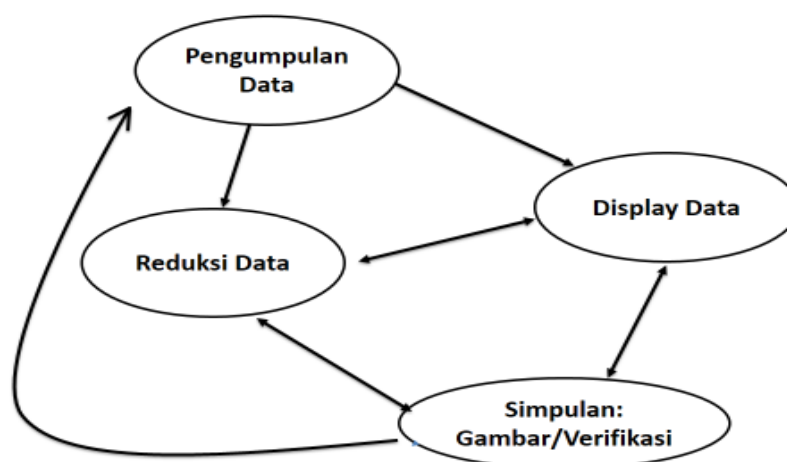 Pengumpulan
Data
Display Data
Reduksi Data
Simpulan:
Gambar/Verifikasi